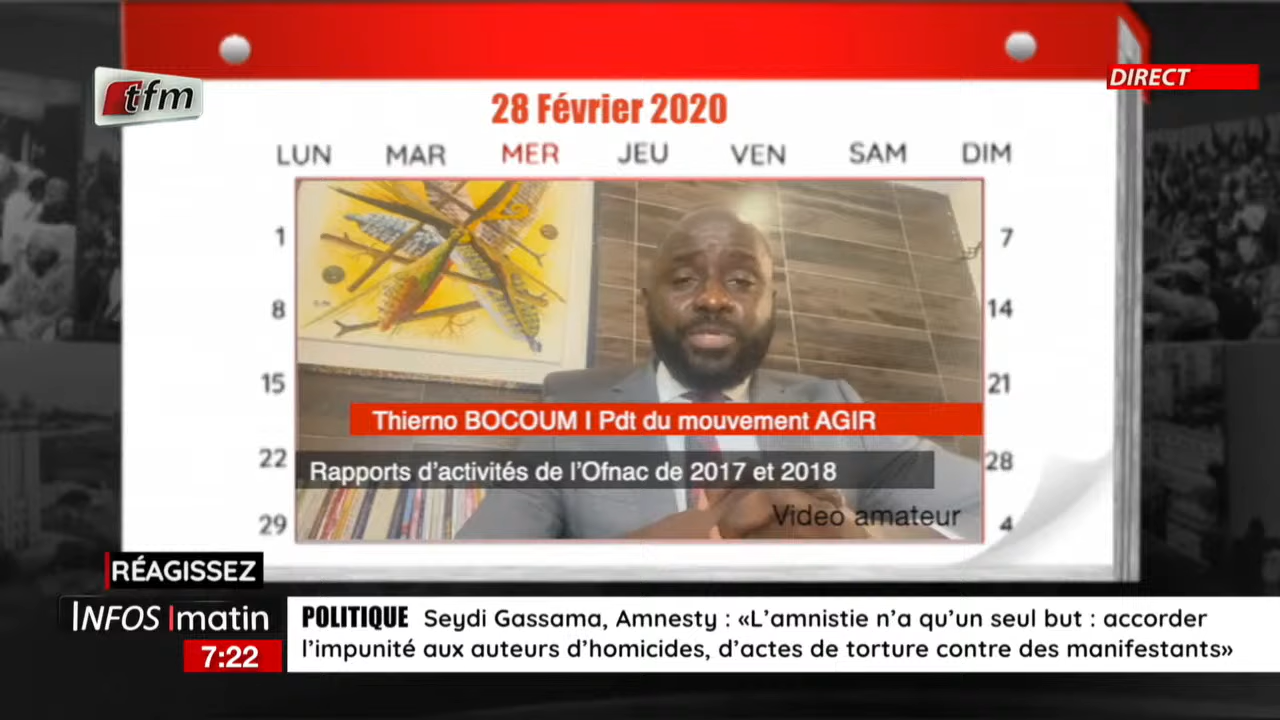 tfm
DIRECT
28 Février 2020
LUN MAR MER JEU VEN SAM DIM
1 7
8 14
15 21
22 28
29 4
Thierno BOCOUM I Pdt du mouvement AGIR
Rapports d'activités de l'Ofnac de 2017 et 2018
Video amateur
RÉAGISSEZ
INFOS matin
7:22
POLITIQUE Seydi Gassama, Amnesty : «L'amnistie n'a qu'un seul but : accorder
l'impunité aux auteurs d'homicides, d'actes de torture contre des manifestants»